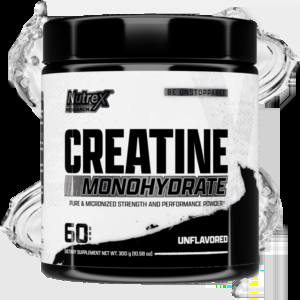 Nutrex
RESEARCH
BE UNSTOPPABLE
CREATINE
MONOHYDRATE
PURE & MICRONIZED STRENGTH AND PERFORMANCE POWDER
60
UNFLAVORED
DIETARY SUPPLEMENT NET WT. 300 g (10.58 oz)